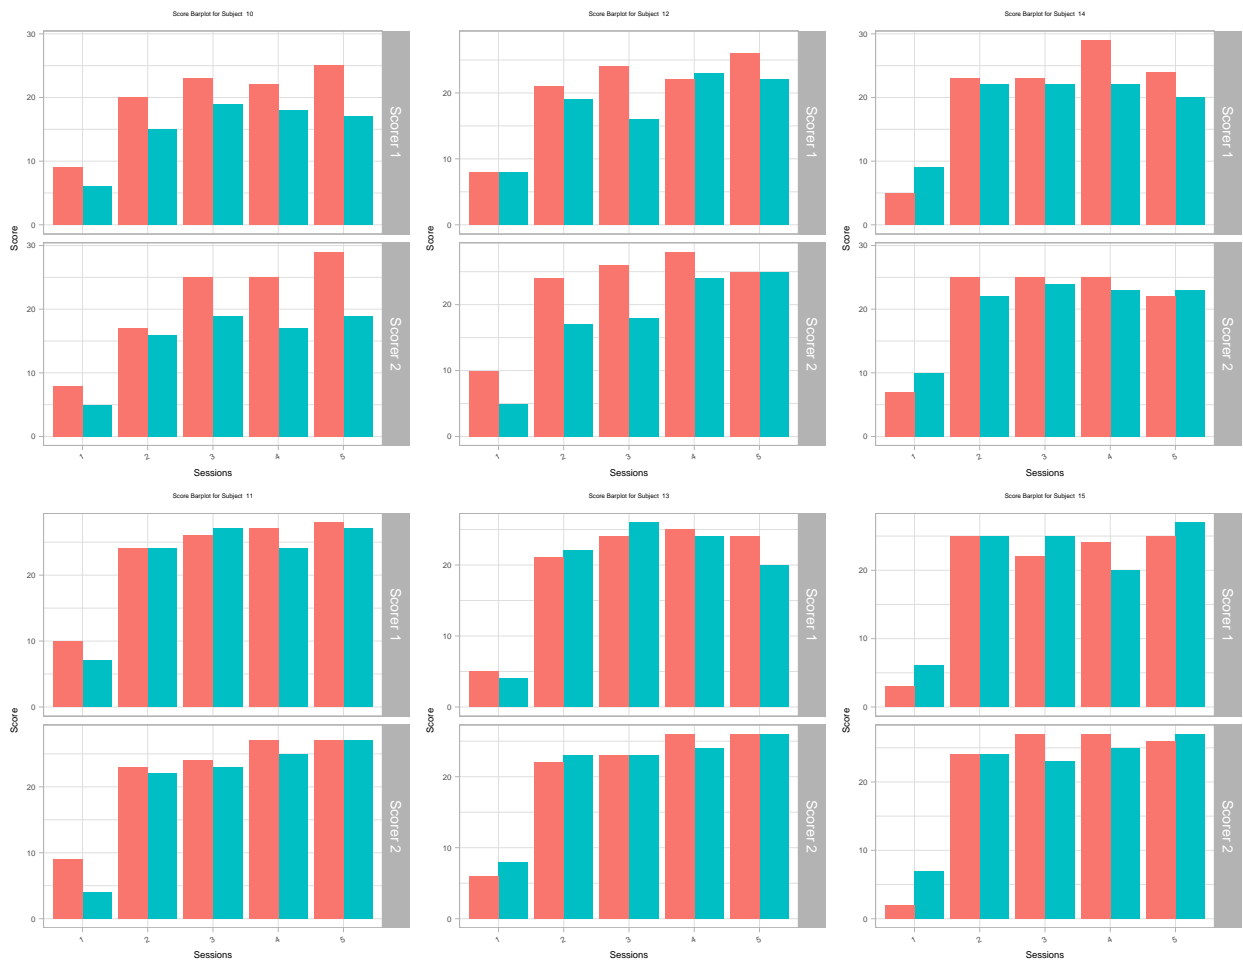 Score Barplot for Subject 10
30
20
10
0
Scorer 1
Score
30
20
10
0
Scorer 2
1 2 3 4 5
Sessions
Score Barplot for Subject 12
20
10
0
Scorer 1
Score
20
10
0
Scorer 2
1 2 3 4 5
Sessions
Score Barplot for Subject 14
30
20
10
0
Scorer 1
Score
30
20
10
0
Scorer 2
1 2 3 4 5
Sessions
Score Barplot for Subject 11
20
10
0
Scorer 1
Score
20
10
0
Scorer 2
1 2 3 4 5
Sessions
Score Barplot for Subject 13
20
10
0
Scorer 1
Score
20
10
0
Scorer 2
1 2 3 4 5
Sessions
Score Barplot for Subject 15
20
10
0
Scorer 1
Score
20
10
0
Scorer 2
1 2 3 4 5
Sessions